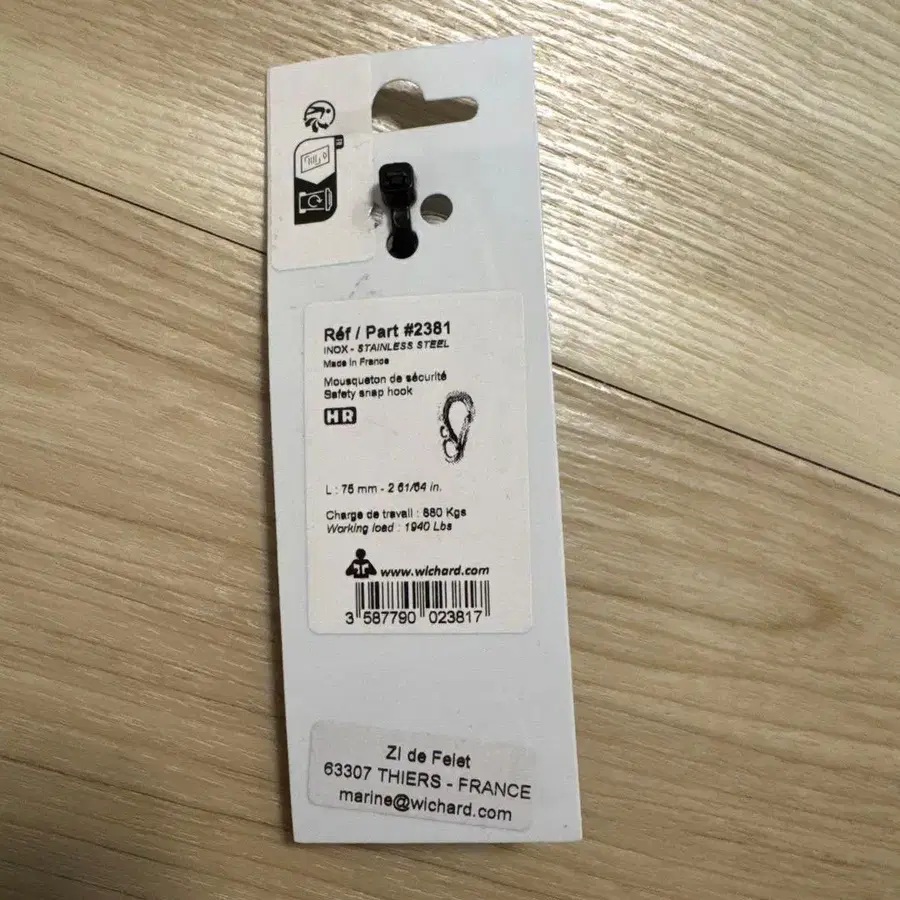 FR
Réf / Part #2381
INOX - STAINLESS STEEL
Made in France
Mousqueton de sécurité
Safety snap hook
HR
L : 75 mm - 2 61/64 in.
Charge de travail : 880 Kgs
Working load : 1940 Lbs
www.wichard.com
3 587790 023817
ZI de Felet
63307 THIERS - FRANCE
marine@wichard.com